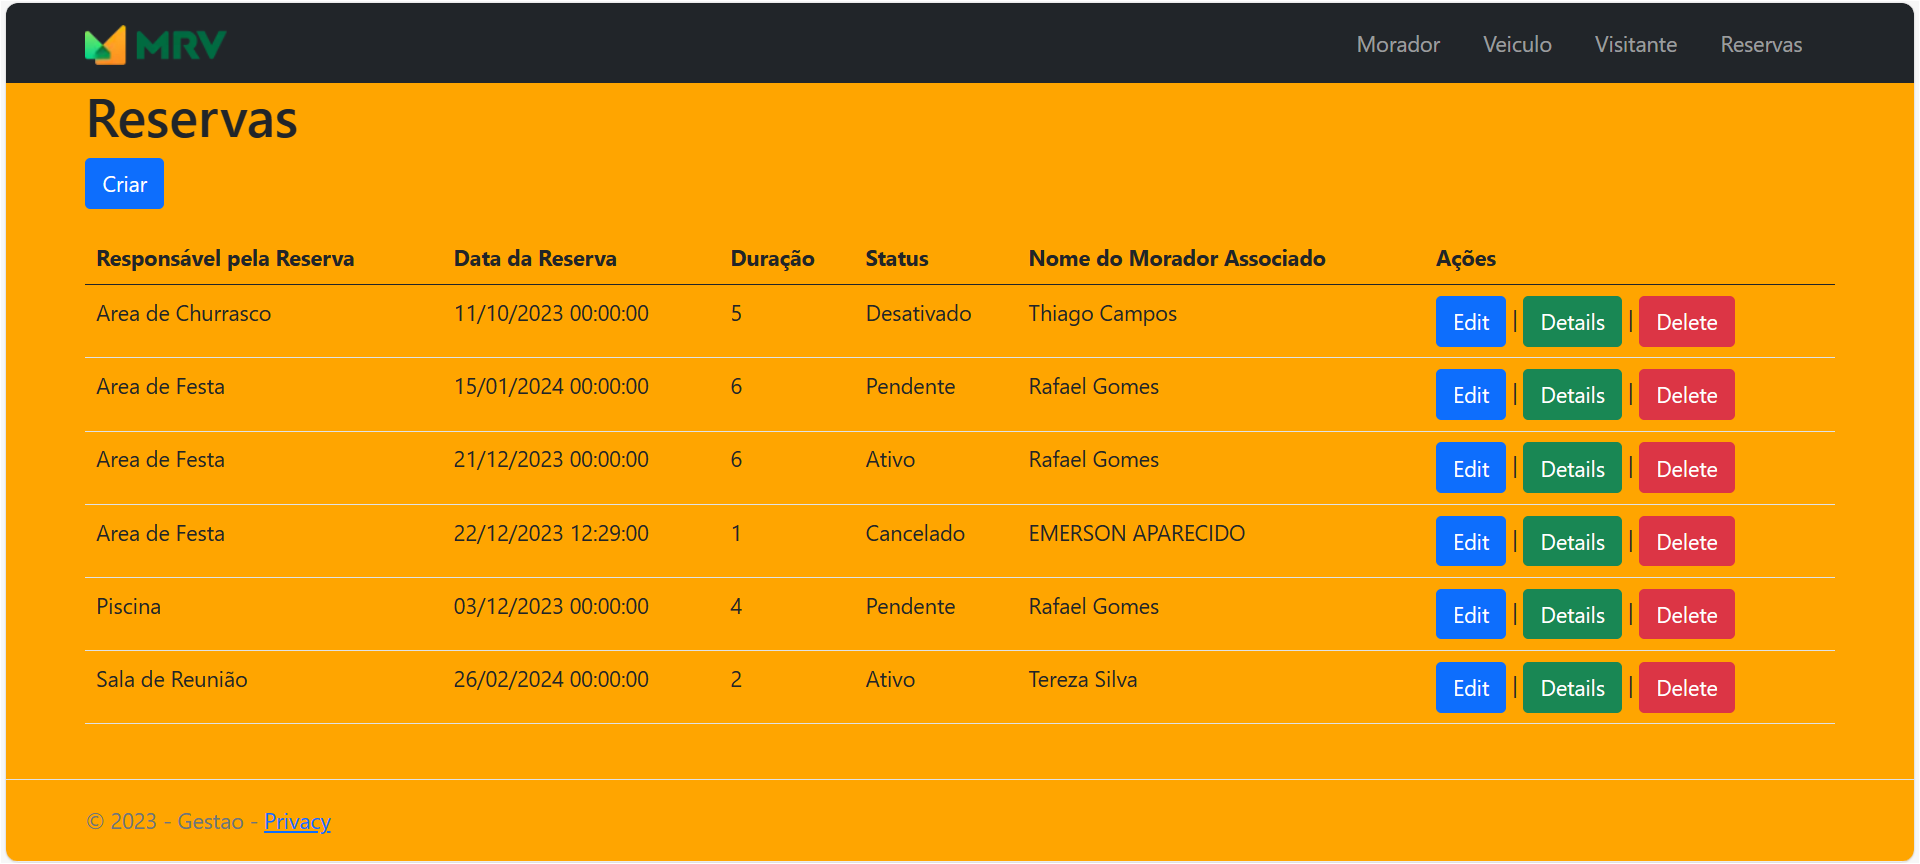 MRV Morador Veiculo Visitante Reservas
Reservas
Criar
Responsável pela Reserva Data da Reserva Duração Status Nome do Morador Associado Ações
Area de Churrasco 11/10/2023 00:00:00 5 Desativado Thiago Campos Edit | Details | Delete
Area de Festa 15/01/2024 00:00:00 6 Pendente Rafael Gomes Edit | Details | Delete
Area de Festa 21/12/2023 00:00:00 6 Ativo Rafael Gomes Edit | Details | Delete
Area de Festa 22/12/2023 12:29:00 1 Cancelado EMERSON APARECIDO Edit | Details | Delete
Piscina 03/12/2023 00:00:00 4 Pendente Rafael Gomes Edit | Details | Delete
Sala de Reunião 26/02/2024 00:00:00 2 Ativo Tereza Silva Edit | Details | Delete
© 2023 - Gestao - Privacy